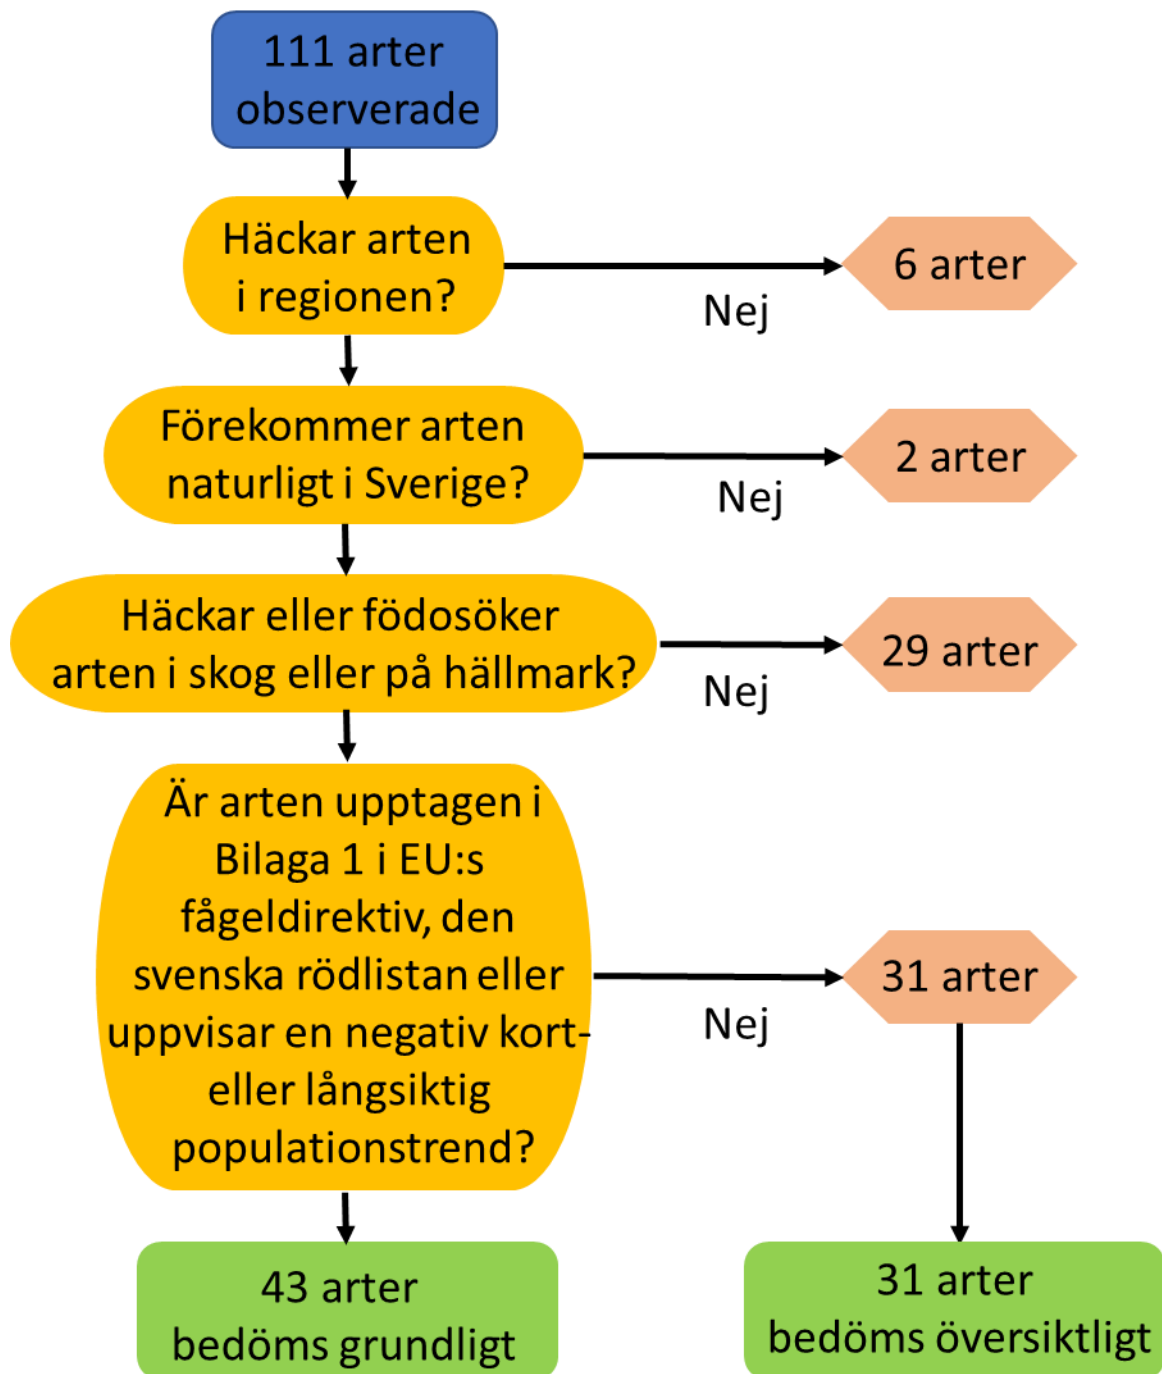 111 arter
observerade
Häckar arten
i regionen?
Nej
6 arter
Förekommer arten
naturligt i Sverige?
Nej
2 arter
Häckar eller födosöker
arten i skog eller på hällmark?
Nej
29 arter
Är arten upptagen i
Bilaga 1 i EU:s
fågeldirektiv, den
svenska rödlistan eller
uppvisar en negativ kort-
eller långsiktig
populationstrend?
Nej
31 arter
43 arter
bedöms grundligt
31 arter
bedöms översiktligt